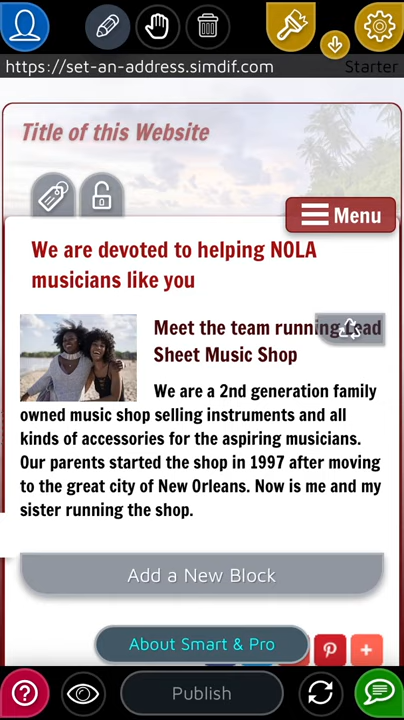 https://set-an-address.simdif.com
Starter
Title of this Website
Menu
We are devoted to helping NOLA
musicians like you
Meet the team running Lead
Sheet Music Shop
We are a 2nd generation family
owned music shop selling instruments and all
kinds of accessories for the aspiring musicians.
Our parents started the shop in 1997 after moving
to the great city of New Orleans. Now is me and my
sister running the shop.
Add a New Block
About Smart & Pro
Publish